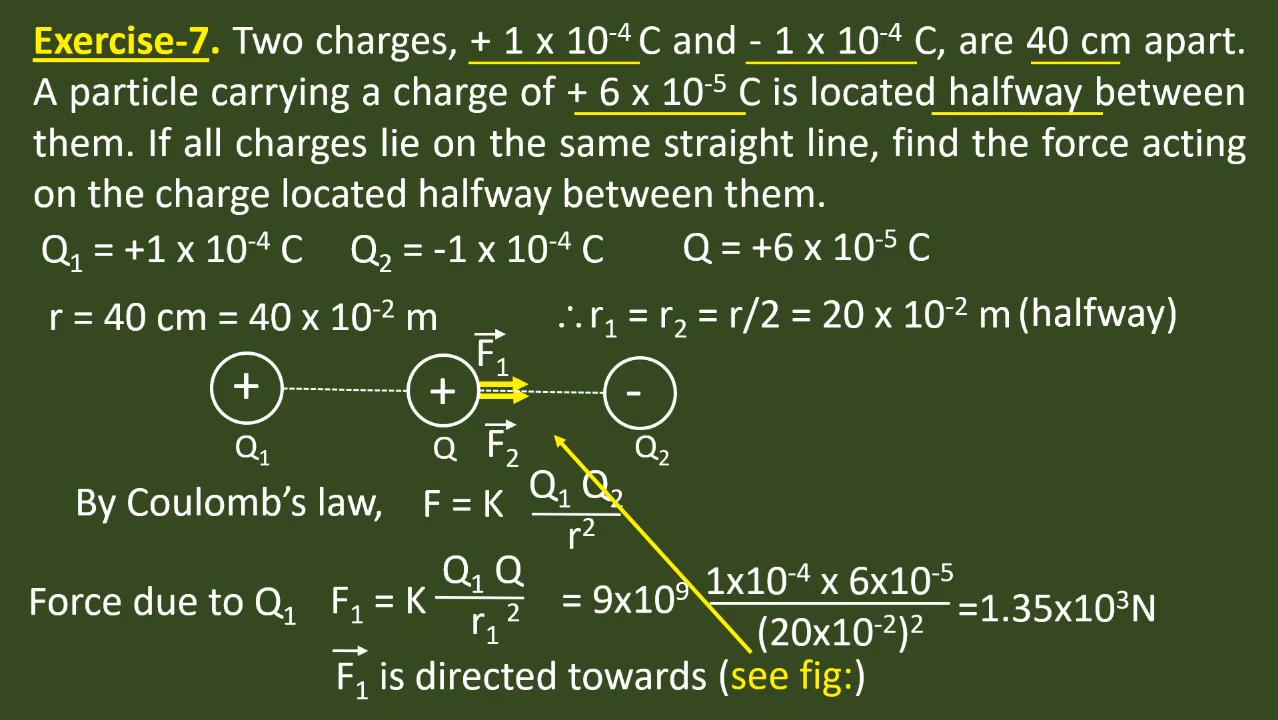 Exercise-7. Two charges, + 1 x 10⁻⁴ C and - 1 x 10⁻⁴ C, are 40 cm apart.
A particle carrying a charge of + 6 x 10⁻⁵ C is located halfway between
them. If all charges lie on the same straight line, find the force acting
on the charge located halfway between them.
Q₁ = +1 x 10⁻⁴ C Q₂ = -1 x 10⁻⁴ C Q = +6 x 10⁻⁵ C
r = 40 cm = 40 x 10⁻² m ∴ r₁ = r₂ = r/2 = 20 x 10⁻² m (halfway)
F₁
+ + -
Q₁ Q F₂ Q₂
By Coulomb’s law, F = K Q₁ Q₂ / r²
Force due to Q₁ F₁ = K Q₁ Q / r₁² = 9x10⁹ 1x10⁻⁴ x 6x10⁻⁵ / (20x10⁻²)² =1.35x10³N
F₁ is directed towards (see fig:)